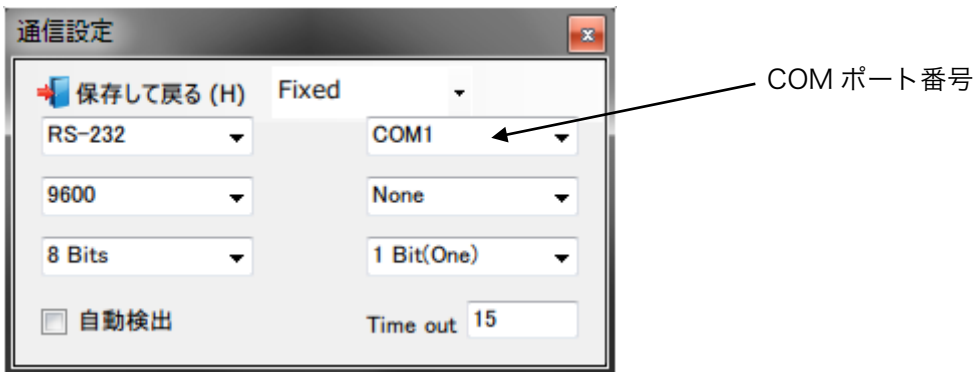 通信設定
保存して戻る (H) Fixed
COM ポート番号
RS-232 COM1
9600 None
8 Bits 1 Bit(One)
自動検出 Time out 15